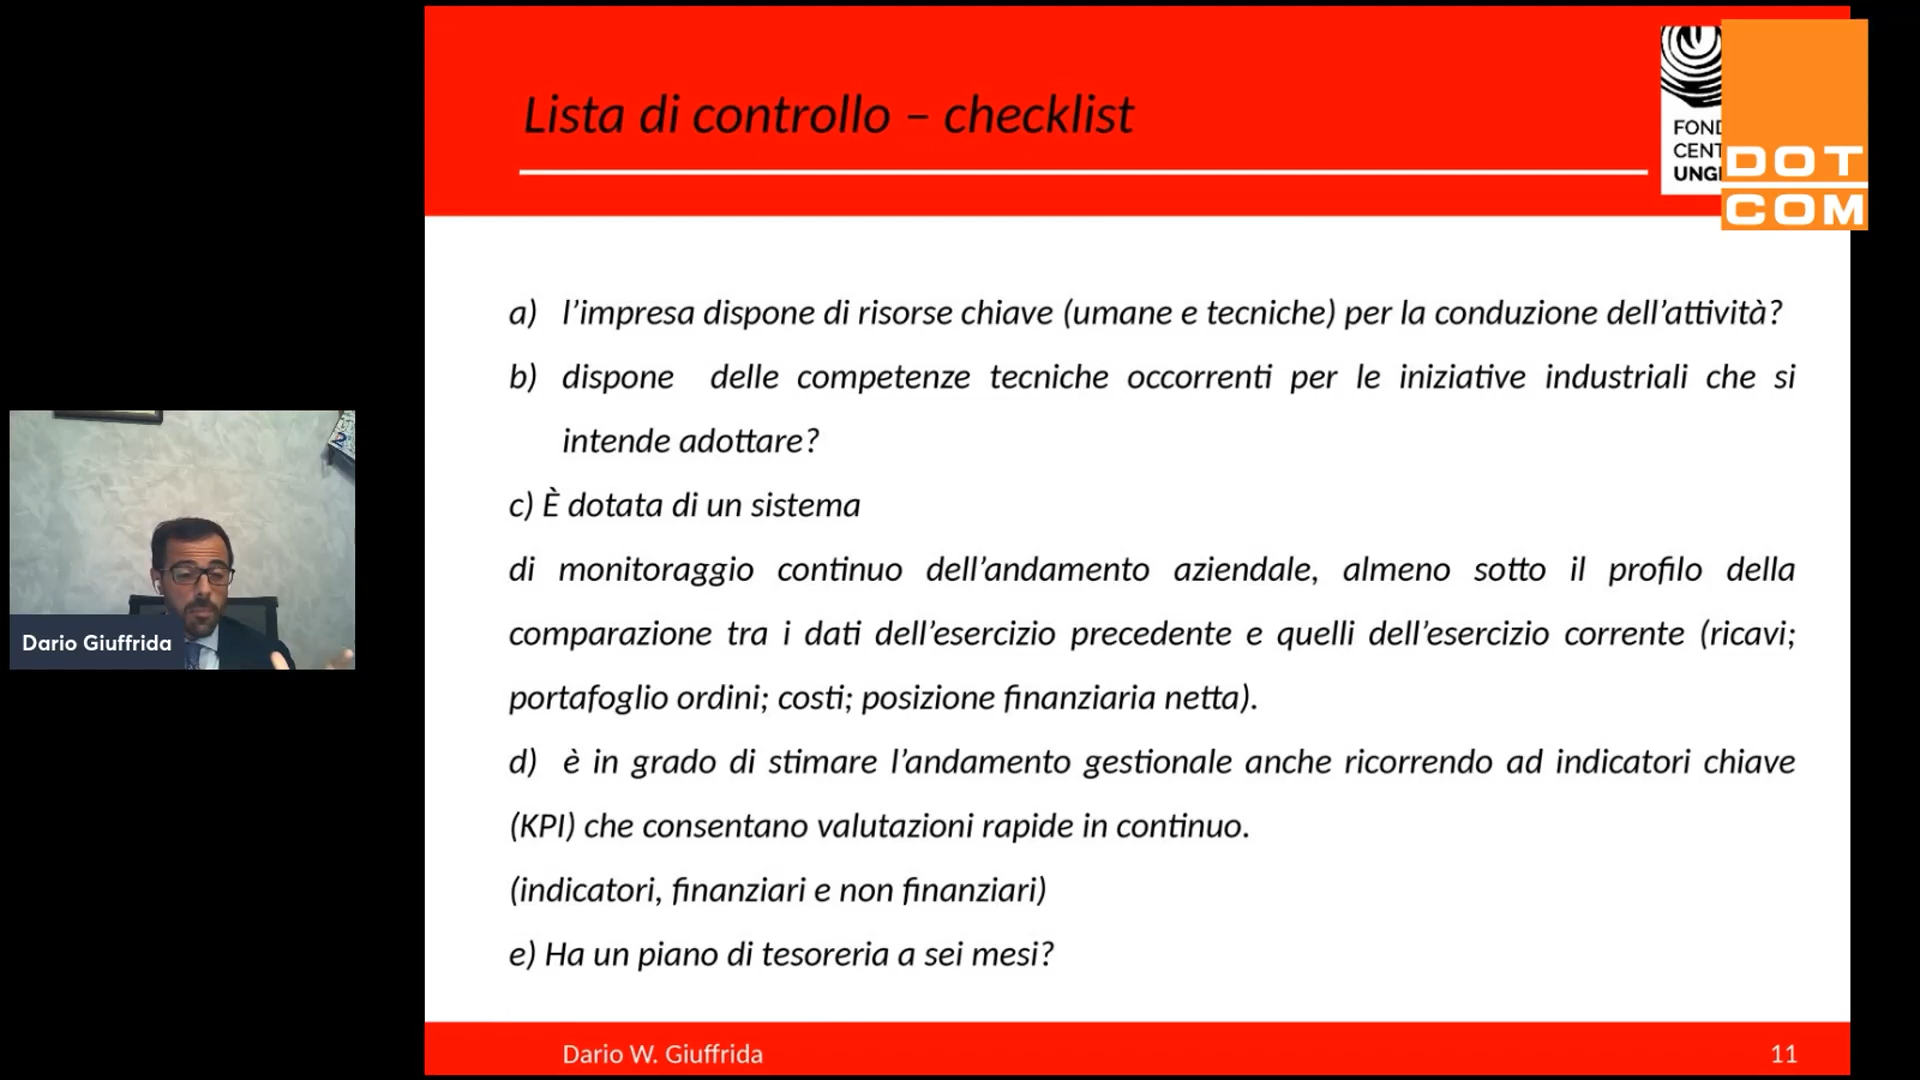 Lista di controllo – checklist
FOND
CENT
UNG
DOT
COM
a) l’impresa dispone di risorse chiave (umane e tecniche) per la conduzione dell’attività?
b) dispone delle competenze tecniche occorrenti per le iniziative industriali che si
intende adottare?
c) È dotata di un sistema
di monitoraggio continuo dell’andamento aziendale, almeno sotto il profilo della
comparazione tra i dati dell’esercizio precedente e quelli dell’esercizio corrente (ricavi;
portafoglio ordini; costi; posizione finanziaria netta).
d) è in grado di stimare l’andamento gestionale anche ricorrendo ad indicatori chiave
(KPI) che consentano valutazioni rapide in continuo.
(indicatori, finanziari e non finanziari)
e) Ha un piano di tesoreria a sei mesi?
Dario Giuffrida
Dario W. Giuffrida
11